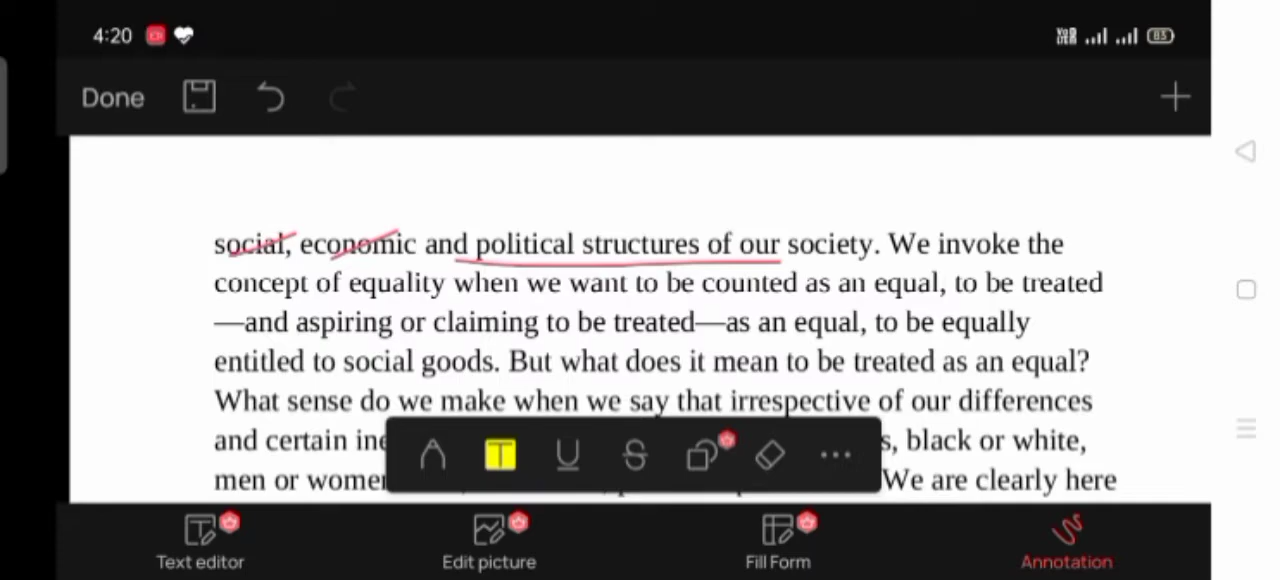 4:20
83
Done
social, economic and political structures of our society. We invoke the
concept of equality when we want to be counted as an equal, to be treated
—and aspiring or claiming to be treated—as an equal, to be equally
entitled to social goods. But what does it mean to be treated as an equal?
What sense do we make when we say that irrespective of our differences
and certain black or white,
men or We are clearly here
Text editor
Edit picture
Fill Form
Annotation